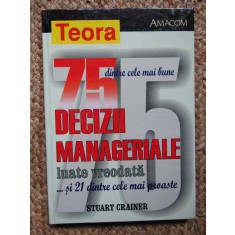 Teora
AMACOM
75
dintre cele mai bune
DECIZII
MANAGERIALE
luate vreodată
... și 21 dintre cele mai proaste
STUART CRAINER